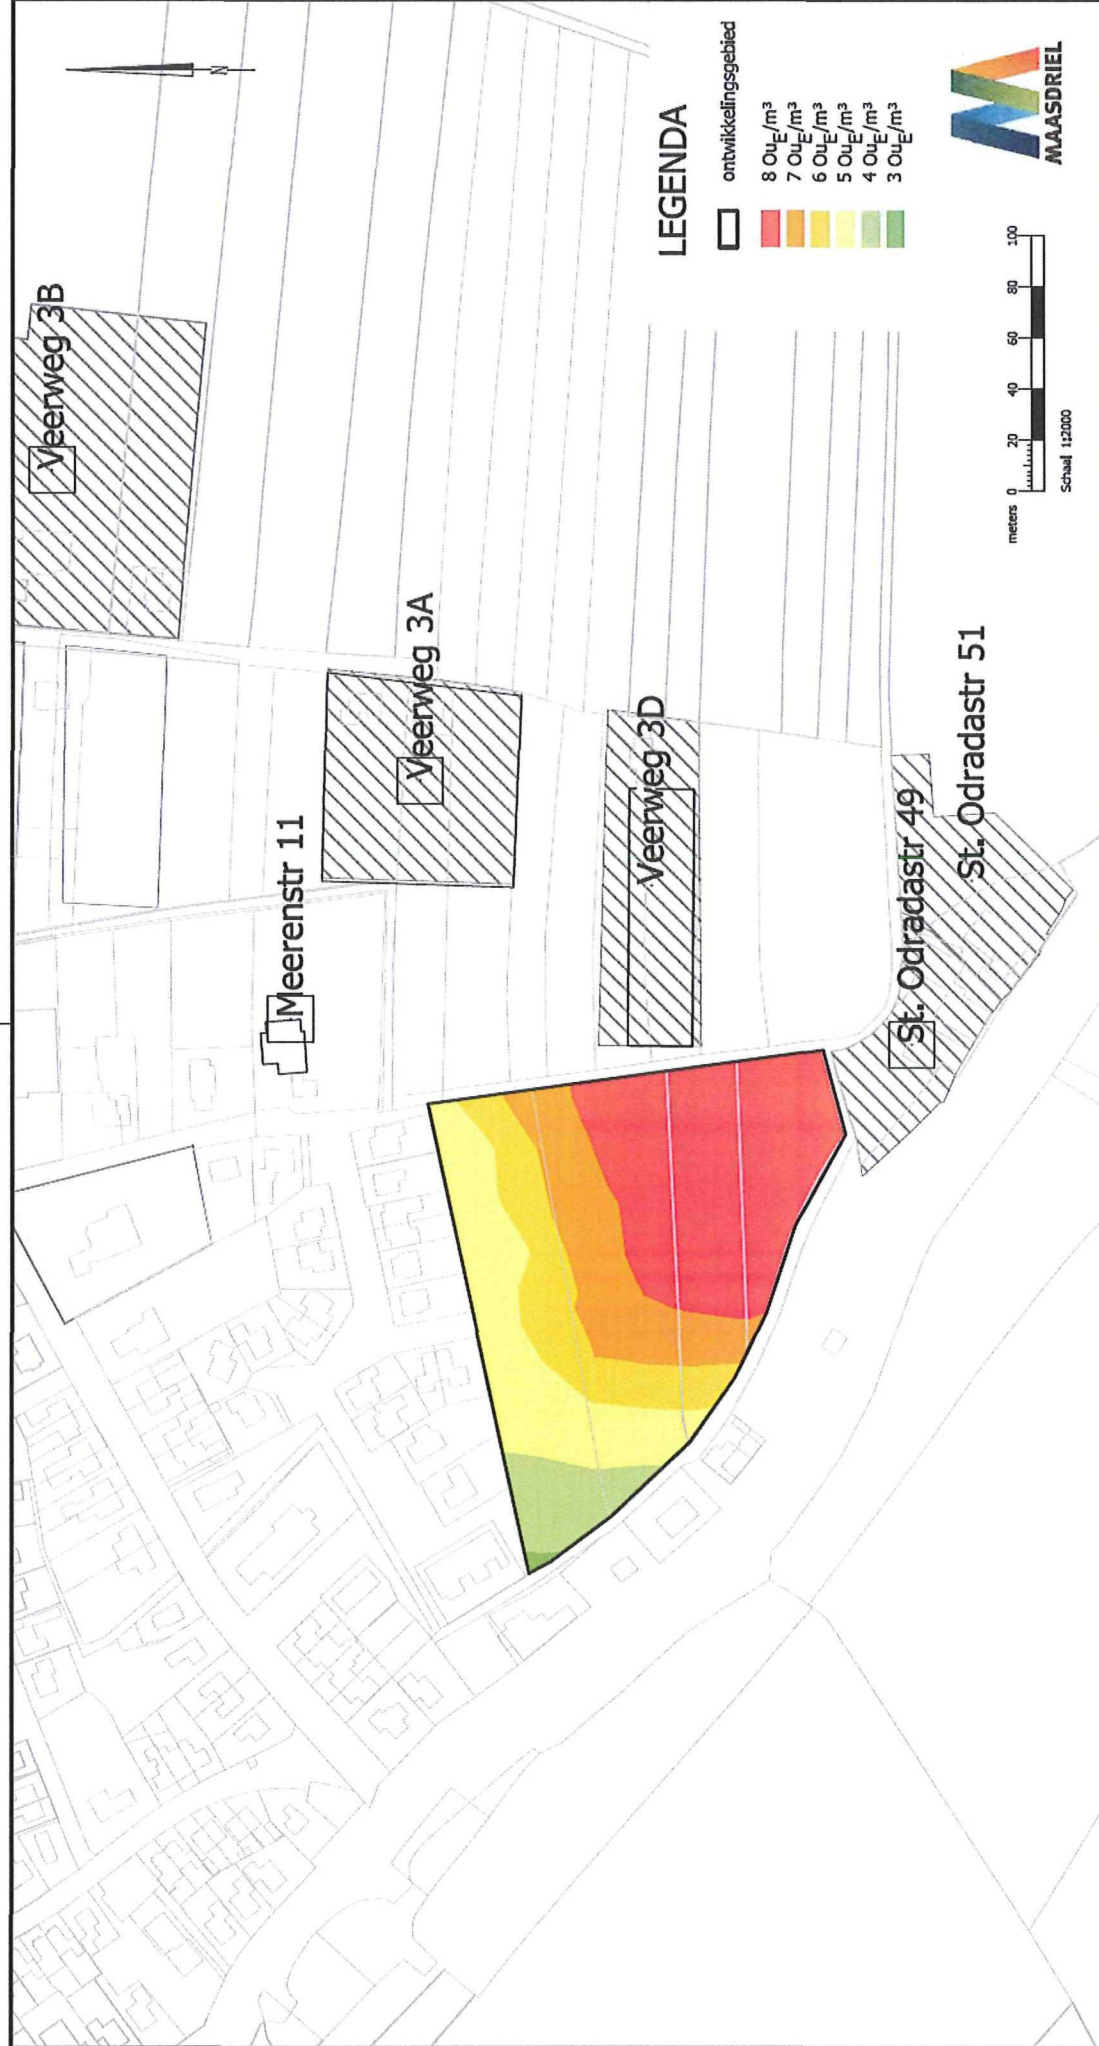 N
Veerweg 3B
Veerweg 3A
Meerenstr 11
Veerweg 3D
St. Odradastr 49
St. Odradastr 51
LEGENDA
ontwikkelingsgebied
8 OuE/m³
7 OuE/m³
6 OuE/m³
5 OuE/m³
4 OuE/m³
3 OuE/m³
meters 0 20 40 60 80 100
Schaal 1:2000
MAASDRIEL